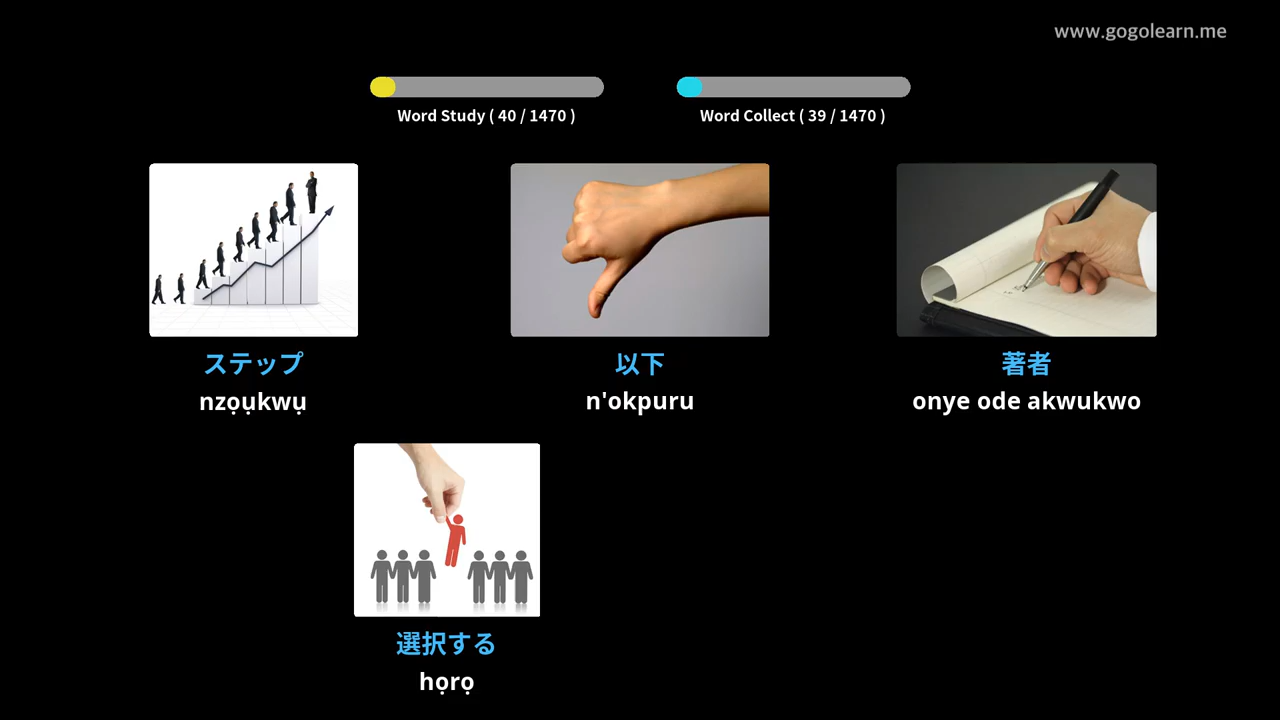 www.gogolearn.me
Word Study ( 40 / 1470 )
Word Collect ( 39 / 1470 )
ステップ
nzọụkwụ
以下
n'okpuru
著者
onye ode akwukwo
選択する
họrọ